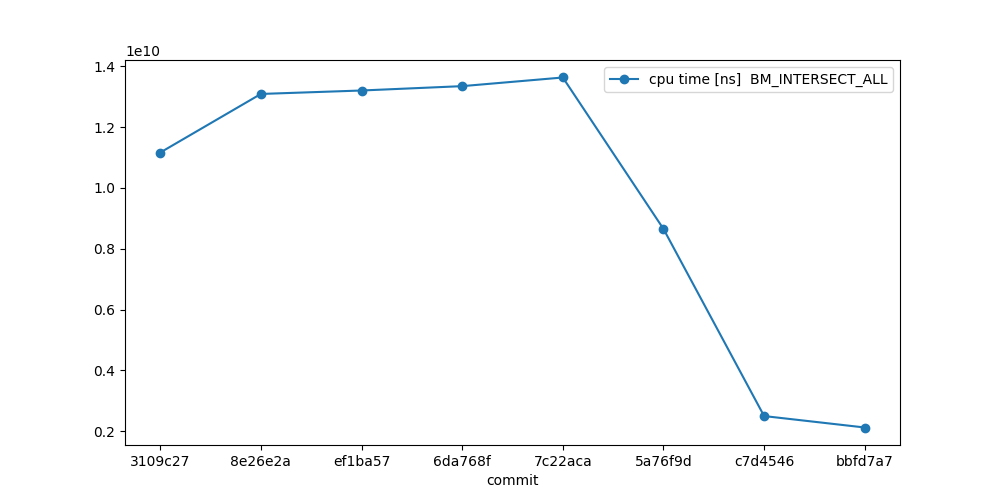 1e10
cpu time [ns]  BM_INTERSECT_ALL
1.4
1.2
1.0
0.8
0.6
0.4
0.2
3109c27 8e26e2a ef1ba57 6da768f 7c22aca 5a76f9d c7d4546 bbfd7a7
commit